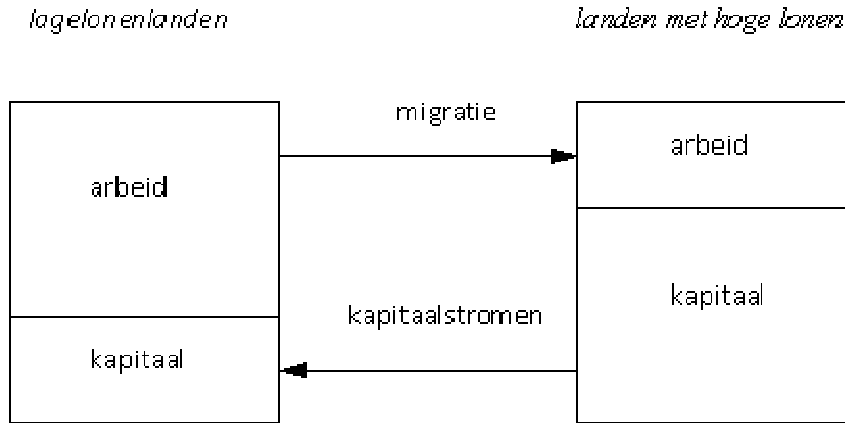 lagelonenlanden
landen met hoge lonen
migratie
arbeid
arbeid
kapitaal
kapitaalstromen
kapitaal